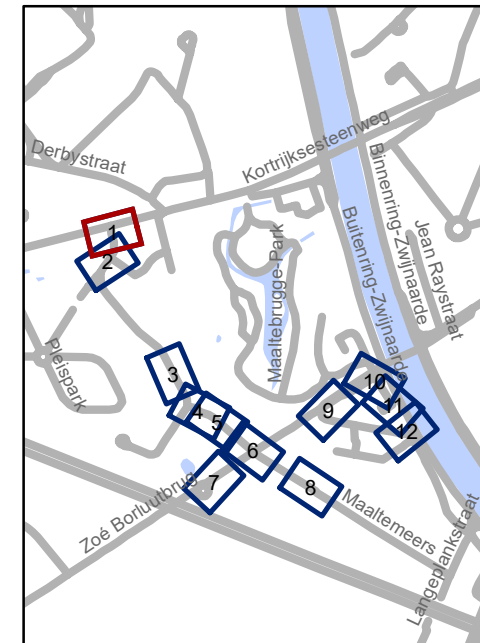 Derbystraat
Kortrijksesteenweg
Binnenring-Zwijnaarde
Jean Raystraat
Buitenring-Zwijnaarde
Maaltebrugge-Park
1
2
Pleispark
3
4
5
6
7
8
9
10
11
12
Zoé Borluutbrug
Maaltemeers
Langeplankstraat